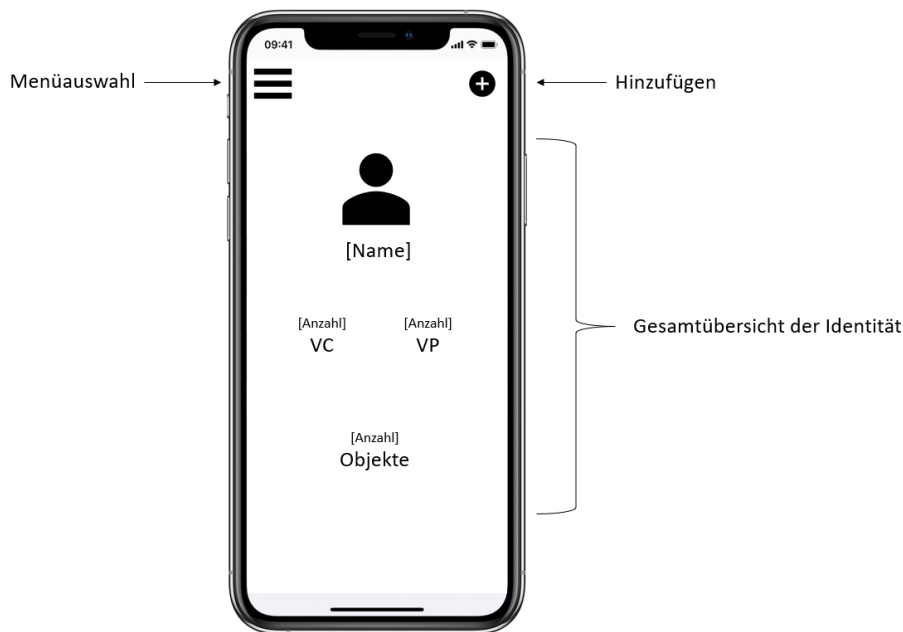 09:41
Menüauswahl
Hinzufügen
[Name]
[Anzahl] [Anzahl]
VC VP
Gesamtübersicht der Identität
[Anzahl]
Objekte